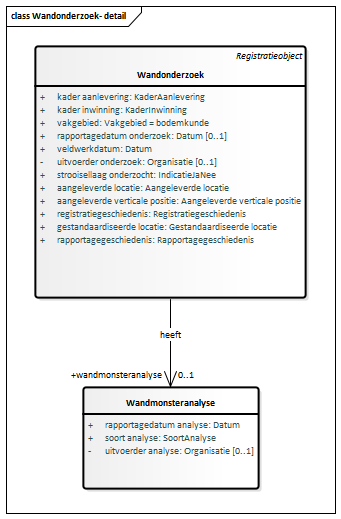 class Wandonderzoek- detail
Registratieobject
Wandonderzoek
+ kader aanlevering: KaderAanlevering
+ kader inwinning: KaderInwinning
+ vakgebied: Vakgebied = bodemkunde
+ rapportagedatum onderzoek: Datum [0..1]
+ veldwerkdatum: Datum
- uitvoerder onderzoek: Organisatie [0..1]
+ strooisellaag onderzocht: IndicatieJaNee
+ aangeleverde locatie: Aangeleverde locatie
+ aangeleverde verticale positie: Aangeleverde verticale positie
+ registratiegeschiedenis: Registratiegeschiedenis
+ gestandaardiseerde locatie: Gestandaardiseerde locatie
+ rapportagegeschiedenis: Rapportagegeschiedenis
heeft
+wandmonsteranalyse 0..1
Wandmonsteranalyse
+ rapportagedatum analyse: Datum
+ soort analyse: SoortAnalyse
- uitvoerder analyse: Organisatie [0..1]